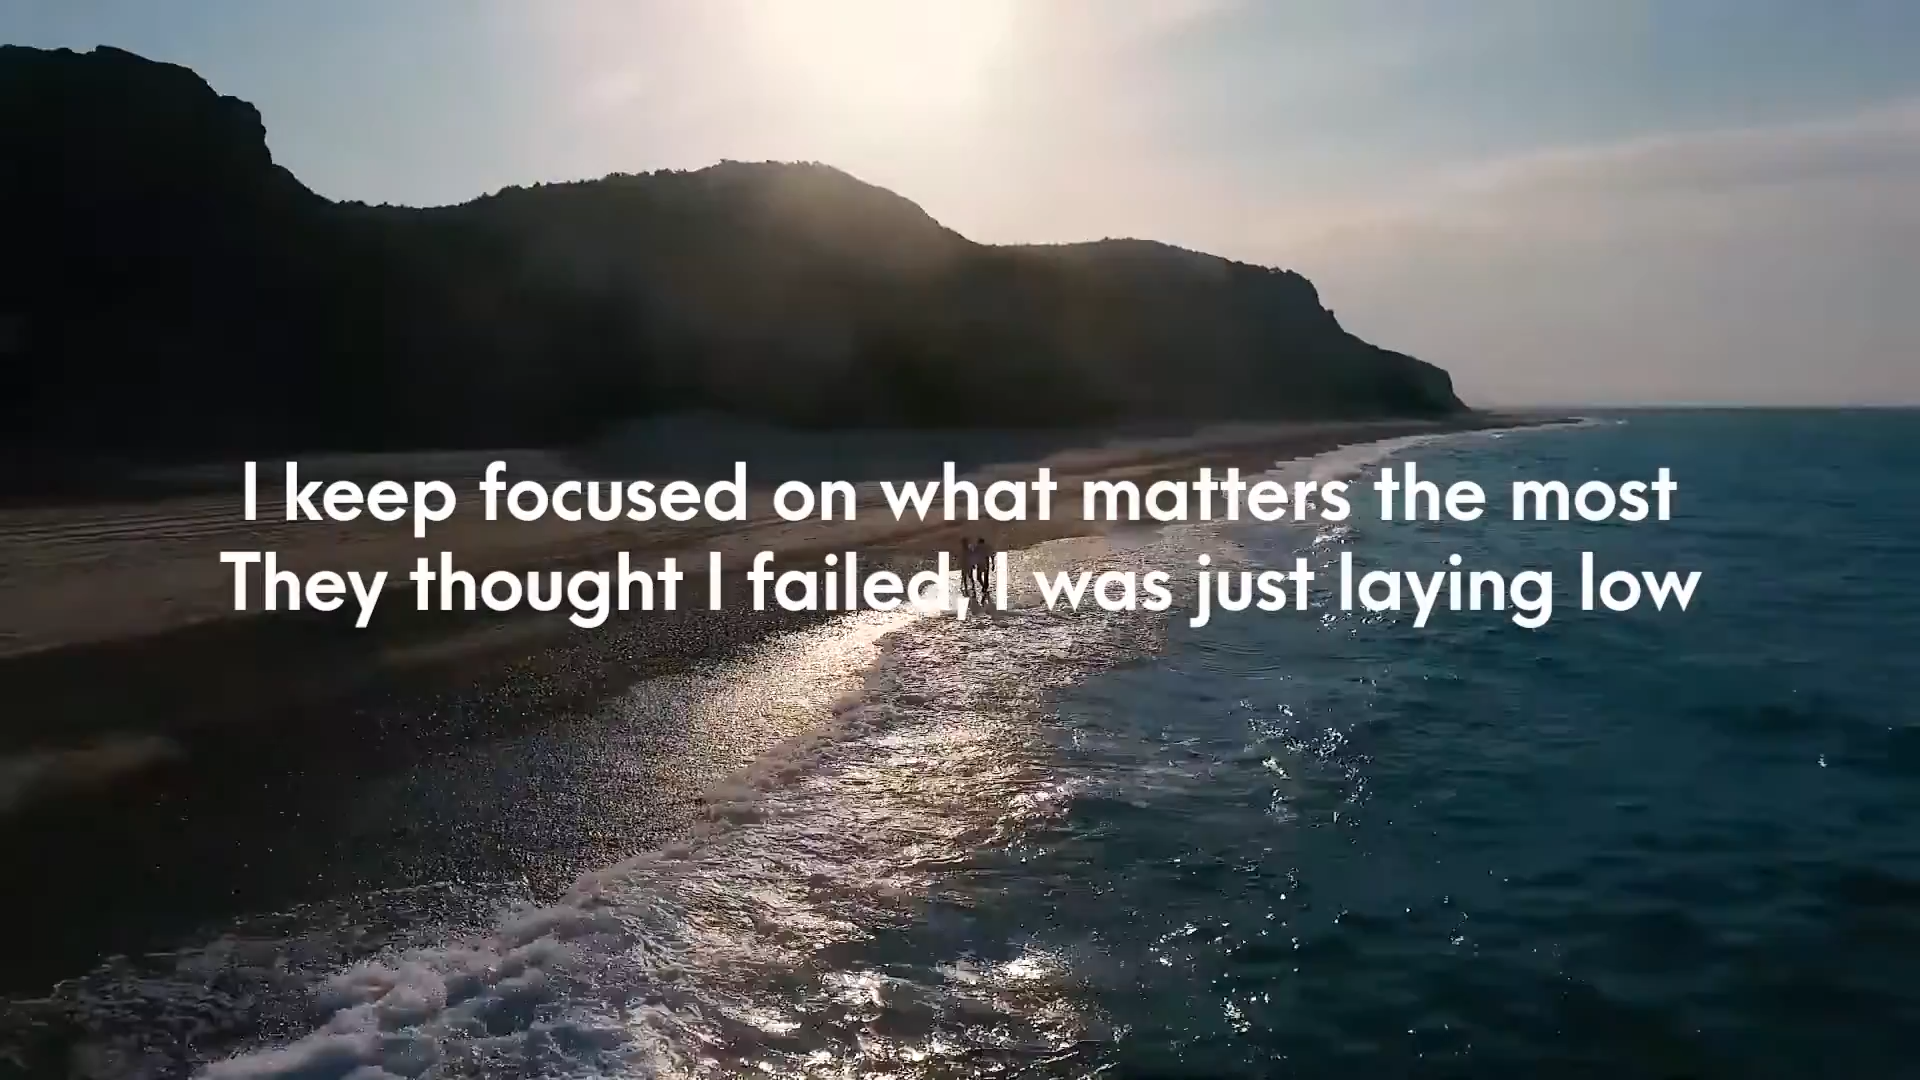 I keep focused on what matters the most
They thought I failed, I was just laying low